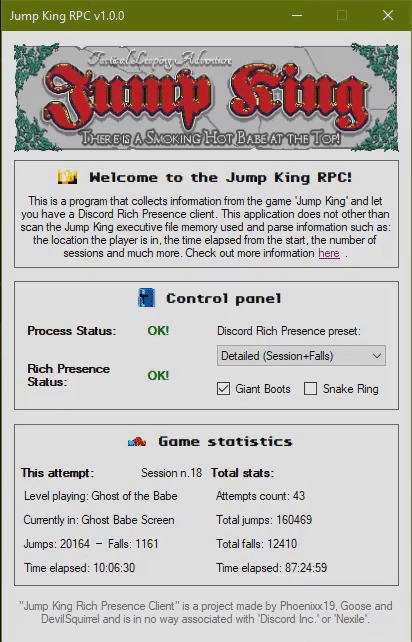 Jump King RPC v1.0.0
Tactical Leaping Adventure
Jump King
THERE IS A SMOKING HOT BABE AT THE TOP!
Welcome to the Jump King RPC!
This is a program that collects information from the game 'Jump King' and let
you have a Discord Rich Presence client. This application does not other than
scan the Jump King executive file memory used and parse information such as:
the location the player is in, the time elapsed from the start, the number of
sessions and much more. Check out more information here .
Control panel
Process Status: OK!
Discord Rich Presence preset:
Detailed (Session+Falls)
Rich Presence
Status: OK!
Giant Boots Snake Ring
Game statistics
This attempt: Session n.18 Total stats:
Level playing: Ghost of the Babe Attempts count: 43
Currently in: Ghost Babe Screen Total jumps: 160469
Jumps: 20164 – Falls: 1161 Total falls: 12410
Time elapsed: 10:06:30 Time elapsed: 87:24:59
"Jump King Rich Presence Client" is a project made by Phoenixx19, Goose and
DevilSquirrel and is in no way associated with 'Discord Inc.' or 'Nexile'.